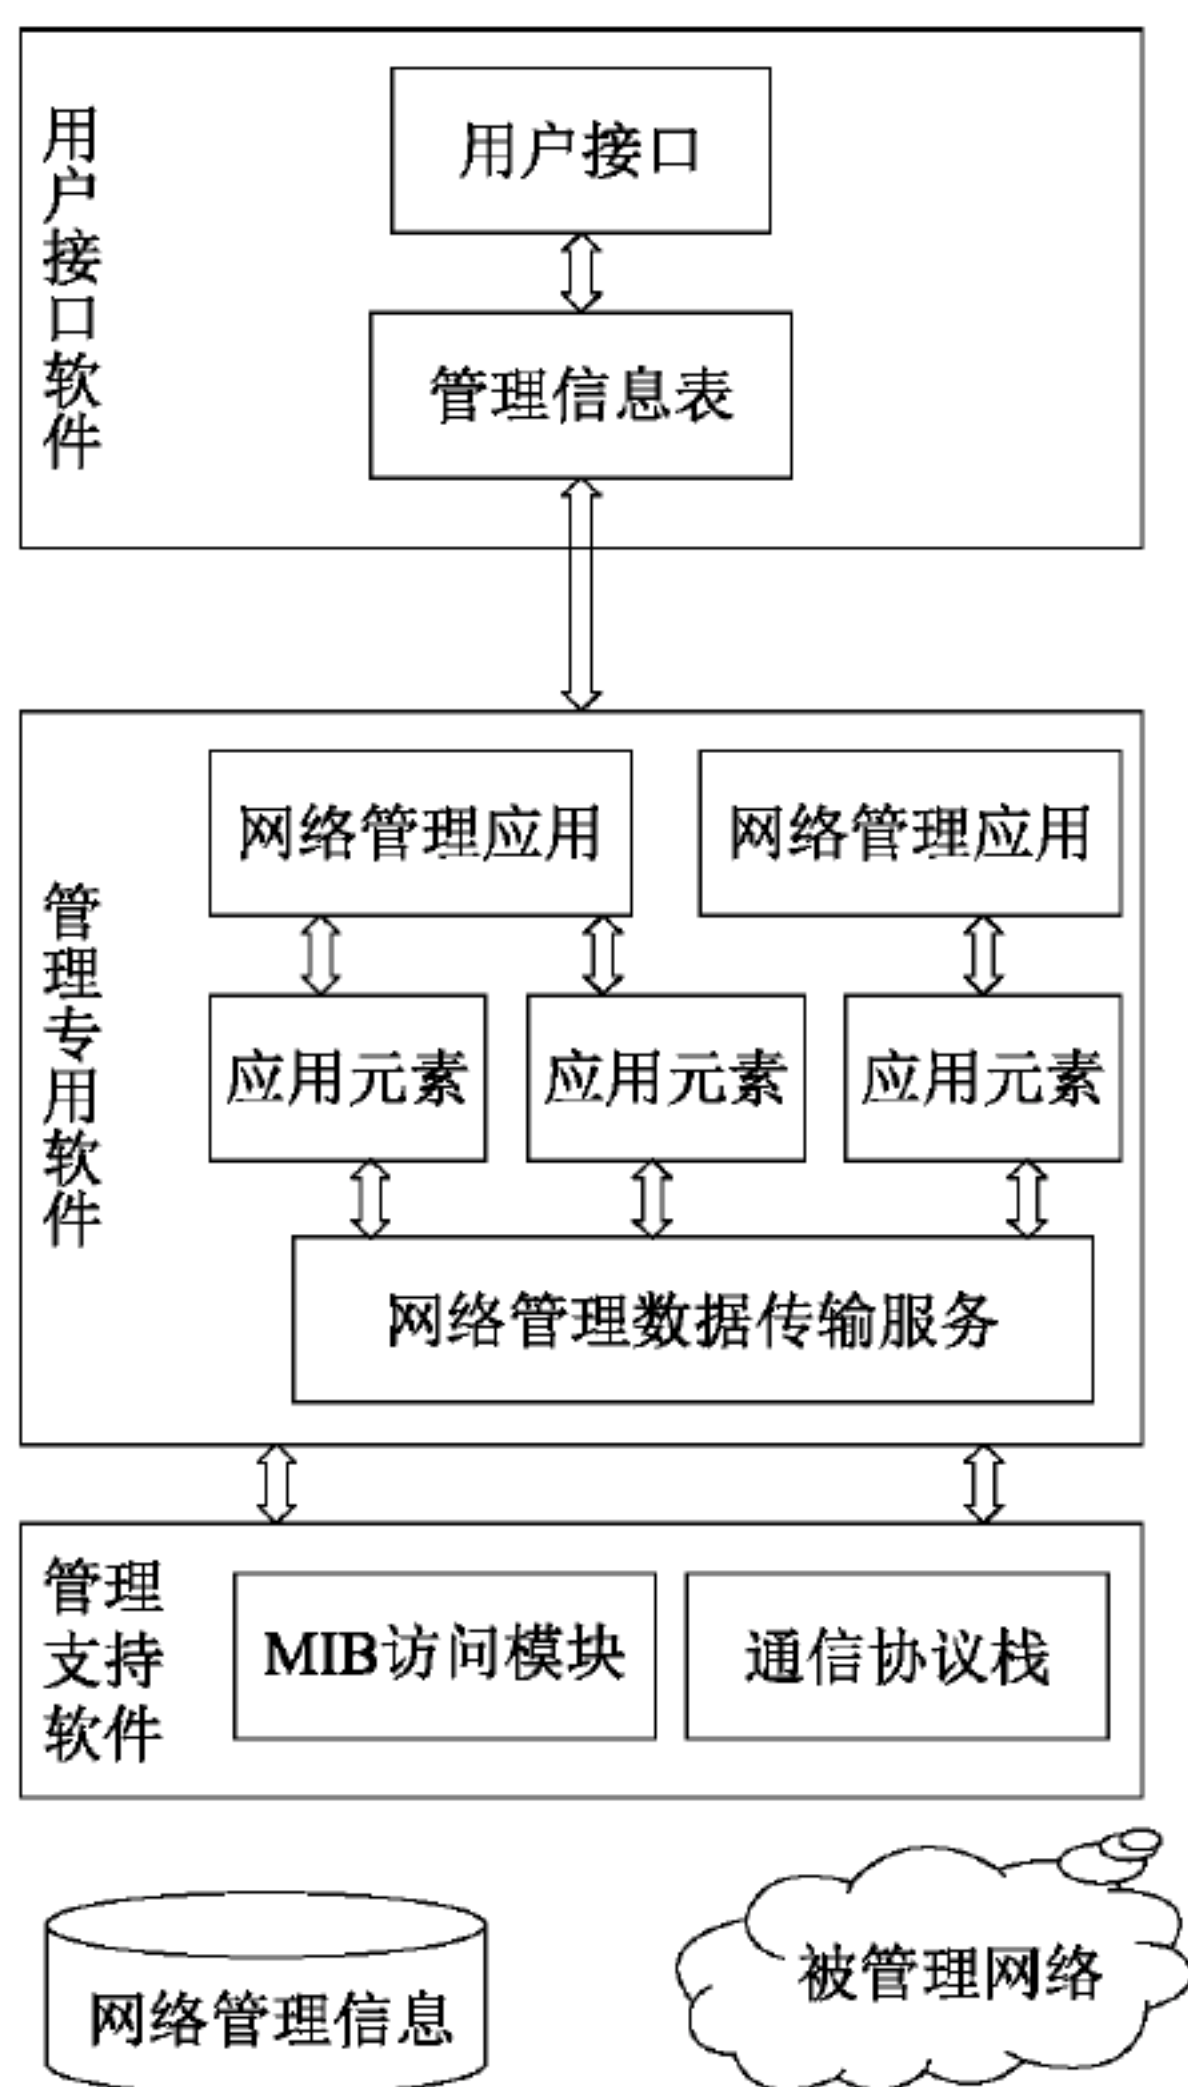 用户接口软件
用户接口
管理信息表
管理专用软件
网络管理应用
网络管理应用
应用元素
应用元素
应用元素
网络管理数据传输服务
管理
支持
软件
MIB访问模块
通信协议栈
网络管理信息
被管理网络